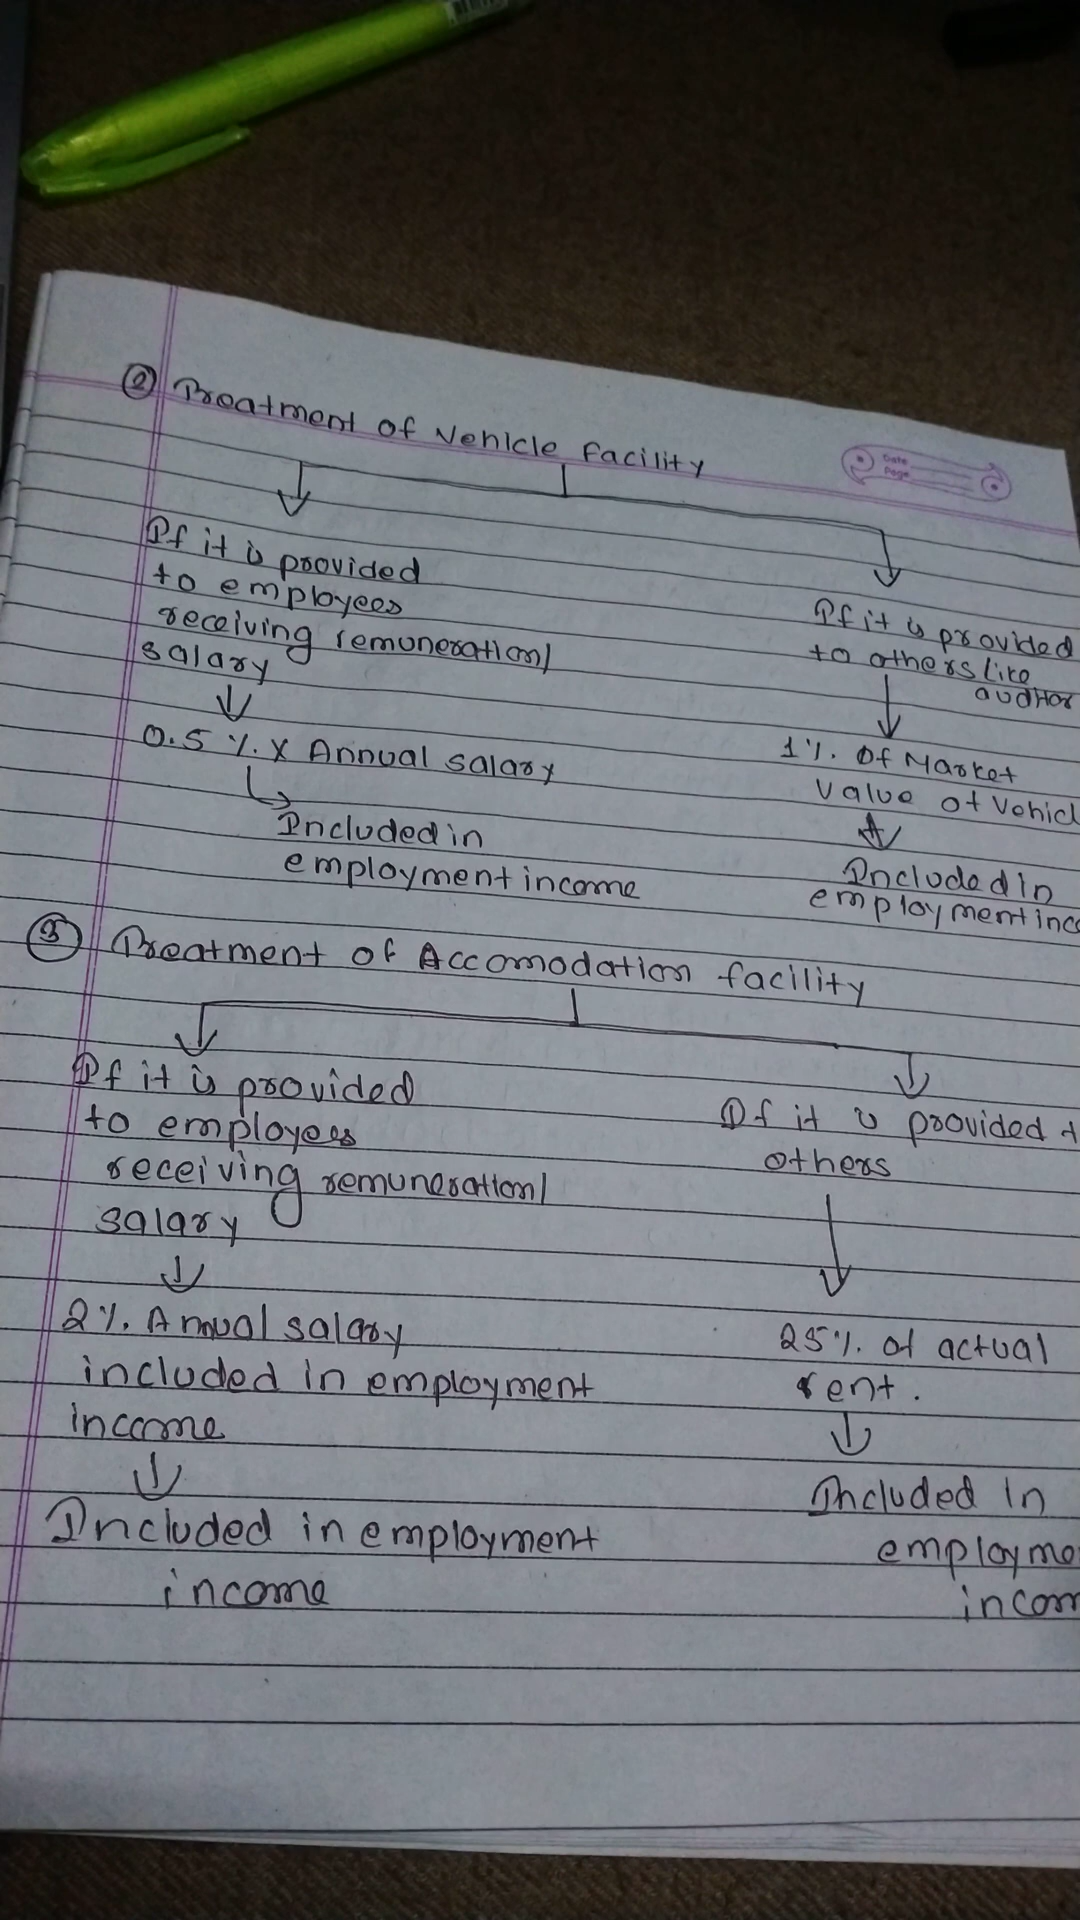 ② Treatment of Vehicle Facility
Date
Page
If it is provided
to employees
receiving remuneration/
salary
0.5 % x Annual salary
Included in
employment income
If it is provided
to others like
auditor
1% Of Market
value of Vehicl
Included In
employment inco
③ Treatment of Accomodation facility
If it is provided
to employees
receiving remuneration/
salary
2% Annual salary
included in employment
income
Included in employment
income
If it is provided t
others
25% of actual
rent.
Included In
employme
incom